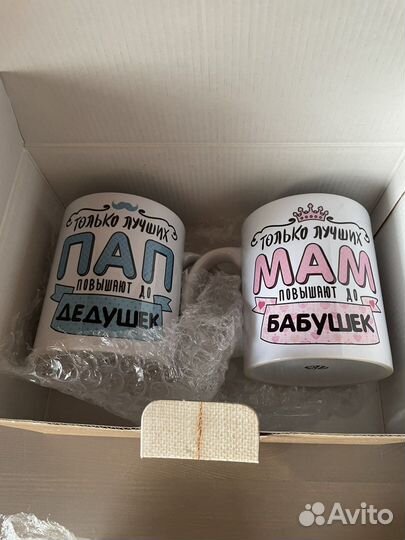 ТОЛЬКО ЛУЧШИХ
ПАП
ПОВЫШАЮТ ДО
ДЕДУШЕК
ТОЛЬКО ЛУЧШИХ
МАМ
ПОВЫШАЮТ ДО
БАБУШЕК
Avito